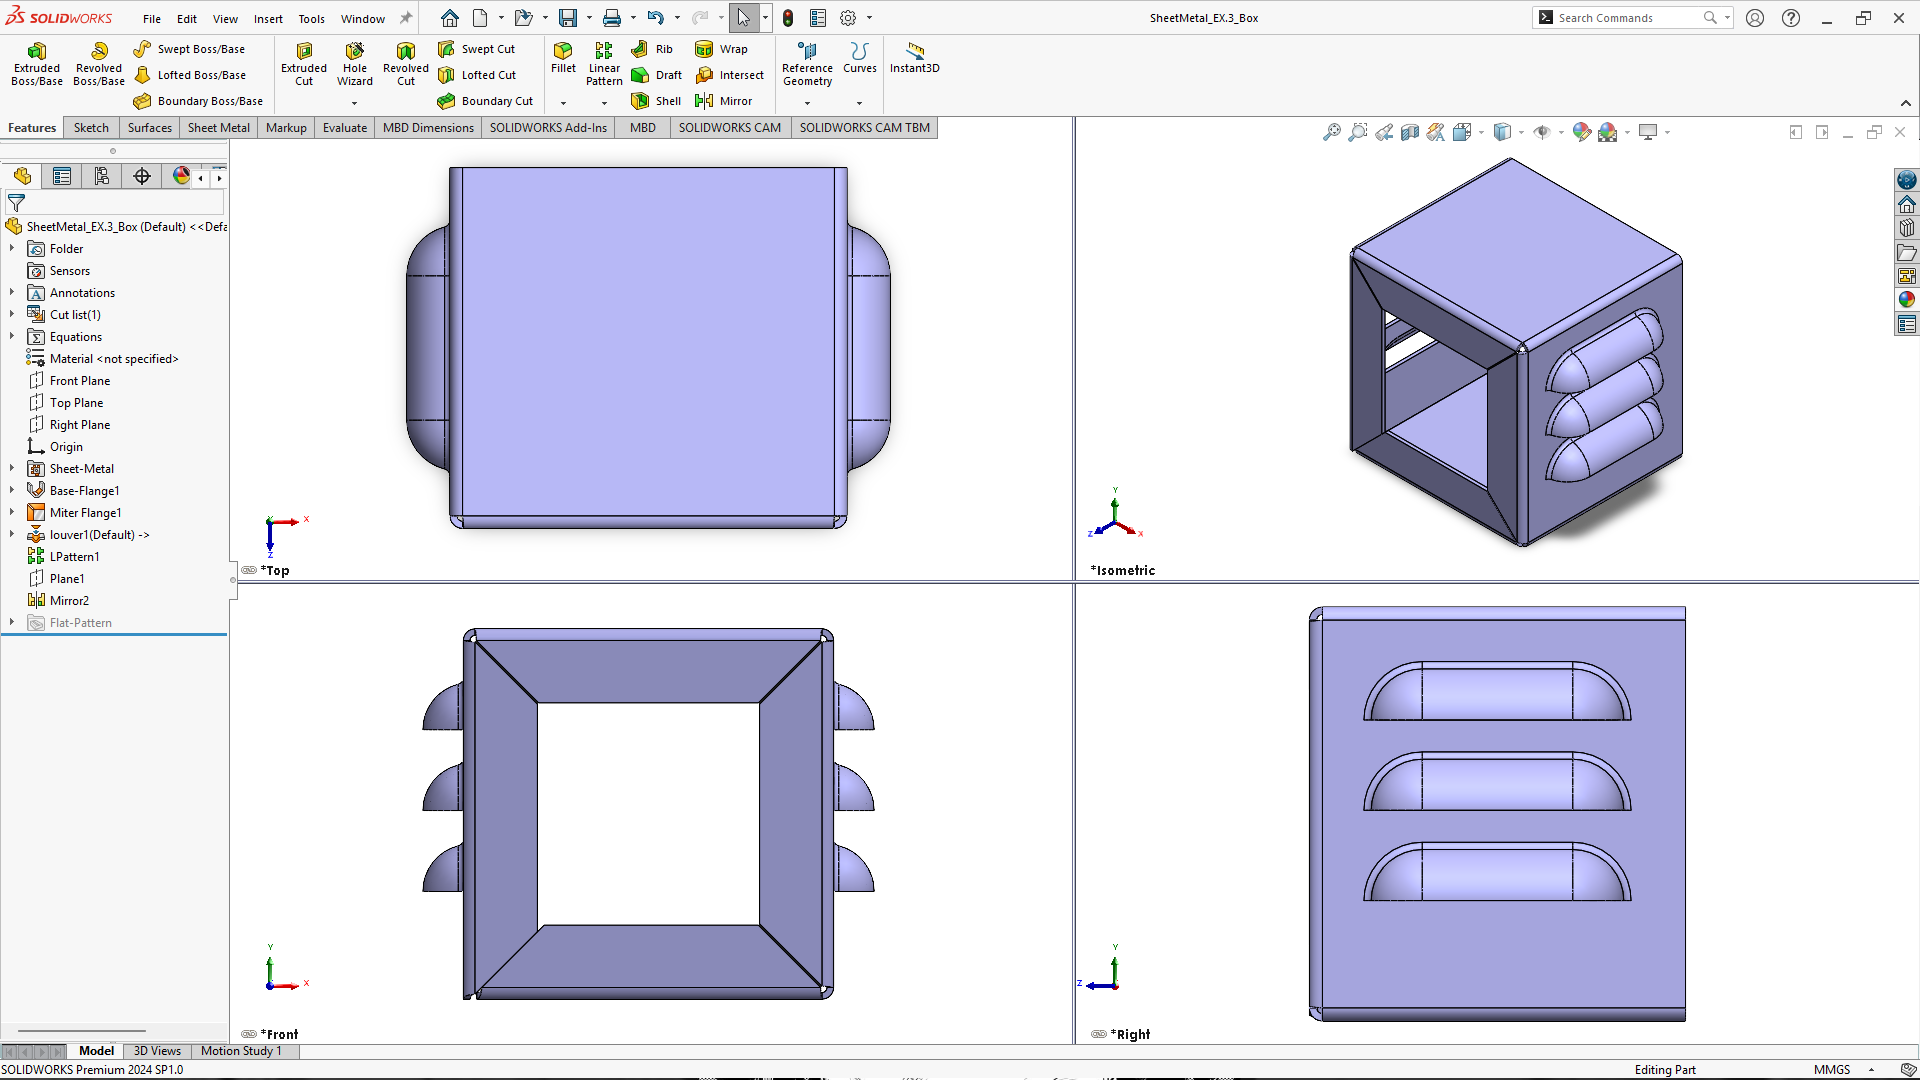 SOLIDWORKS File Edit View Insert Tools Window SheetMetal_EX.3_Box Search Commands
Extruded Boss/Base
Revolved Boss/Base
Swept Boss/Base
Lofted Boss/Base
Boundary Boss/Base
Extruded Cut
Hole Wizard
Revolved Cut
Swept Cut
Lofted Cut
Boundary Cut
Fillet
Linear Pattern
Rib
Draft
Shell
Wrap
Intersect
Mirror
Reference Geometry
Curves
Instant3D
Features Sketch Surfaces Sheet Metal Markup Evaluate MBD Dimensions SOLIDWORKS Add-Ins MBD SOLIDWORKS CAM SOLIDWORKS CAM TBM
SheetMetal_EX.3_Box (Default) <<Defa
Folder
Sensors
Annotations
Cut list(1)
Equations
Material <not specified>
Front Plane
Top Plane
Right Plane
Origin
Sheet-Metal
Base-Flange1
Miter Flange1
louver1(Default) ->
LPattern1
Plane1
Mirror2
Flat-Pattern
Y
X
Z
*Top
Y
Z
X
*Isometric
Y
X
*Front
Y
Z
*Right
Model 3D Views Motion Study 1
SOLIDWORKS Premium 2024 SP1.0 Editing Part MMGS